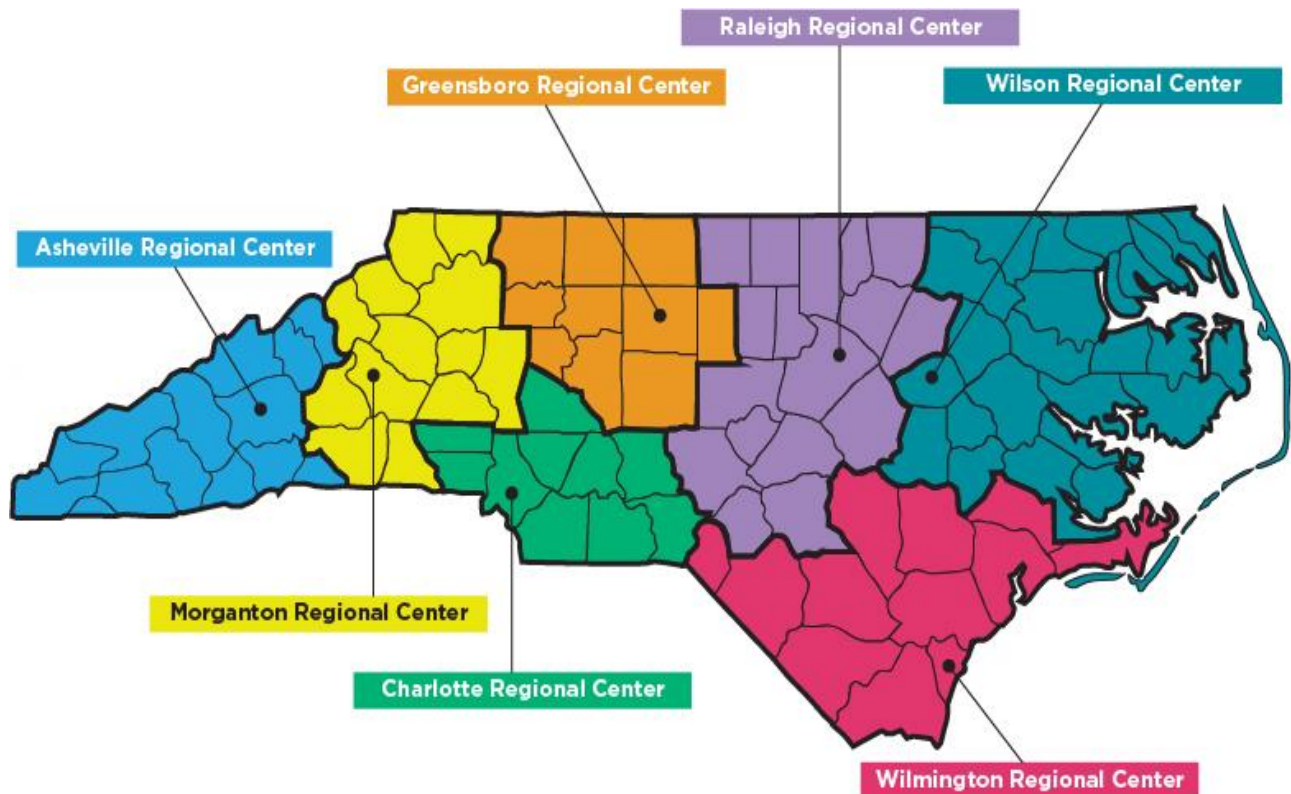 Raleigh Regional Center
Greensboro Regional Center
Wilson Regional Center
Asheville Regional Center
Morganton Regional Center
Charlotte Regional Center
Wilmington Regional Center